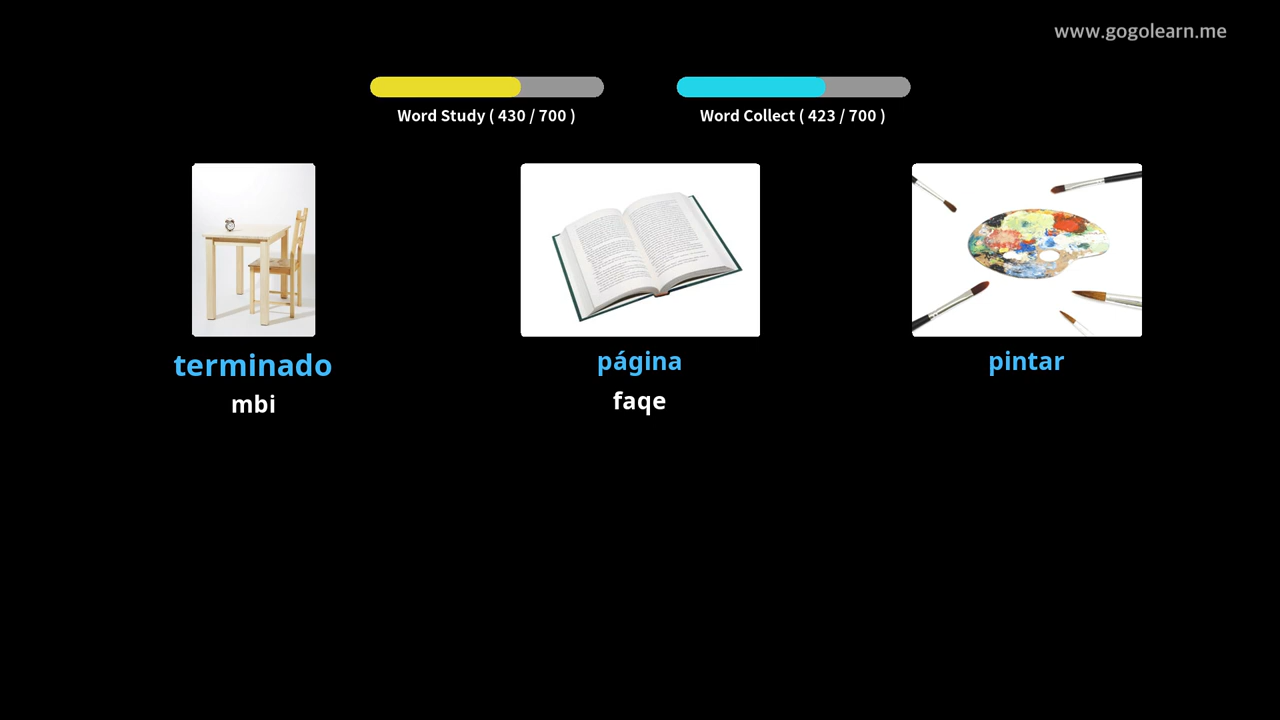 www.gogolearn.me
Word Study ( 430 / 700 )
Word Collect ( 423 / 700 )
terminado
mbi
página
faqe
pintar